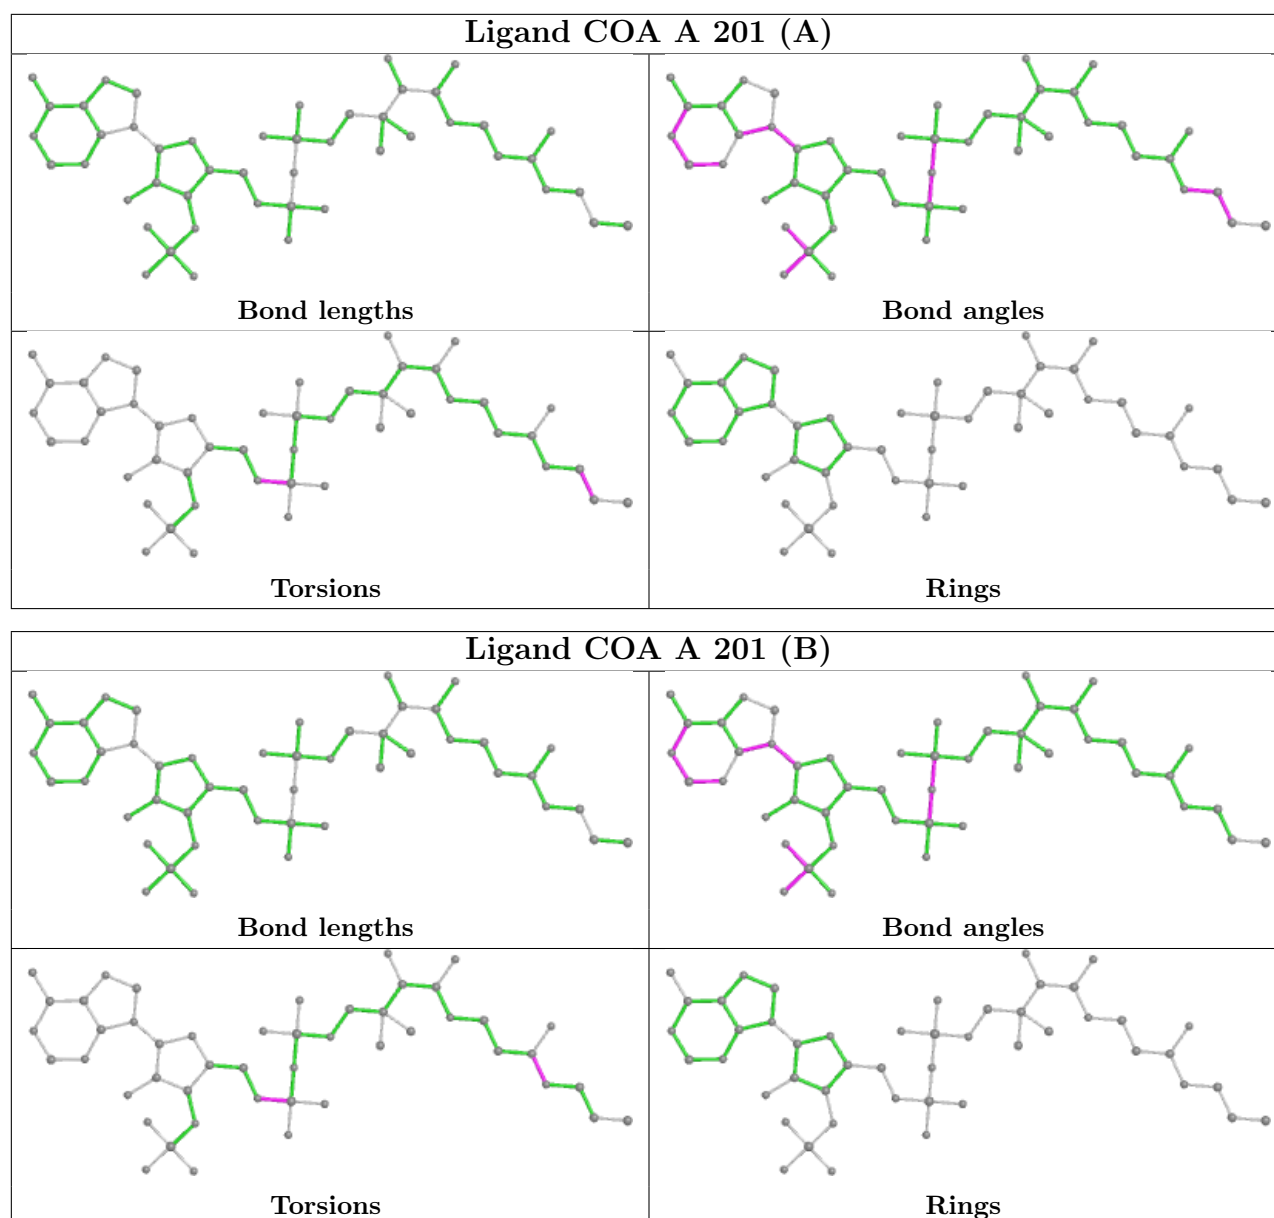 Ligand COA A 201 (A)
Bond lengths
Bond angles
Torsions
Rings
Ligand COA A 201 (B)
Bond lengths
Bond angles
Torsions
Rings